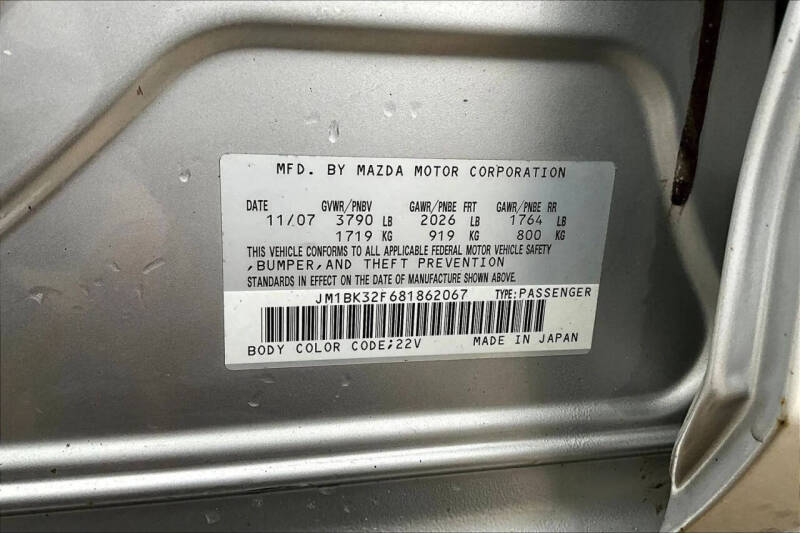 MFD. BY MAZDA MOTOR CORPORATION
DATE GVWR/PNBV GAWR/PNBE FRT GAWR/PNBE RR
11/07 3790 LB 2026 LB 1764 LB
1719 KG 919 KG 800 KG
THIS VEHICLE CONFORMS TO ALL APPLICABLE FEDERAL MOTOR VEHICLE SAFETY
,BUMPER,AND THEFT PREVENTION
STANDARDS IN EFFECT ON THE DATE OF MANUFACTURE SHOWN ABOVE.
JM1BK32F681862067 TYPE:PASSENGER
BODY COLOR CODE;22V MADE IN JAPAN